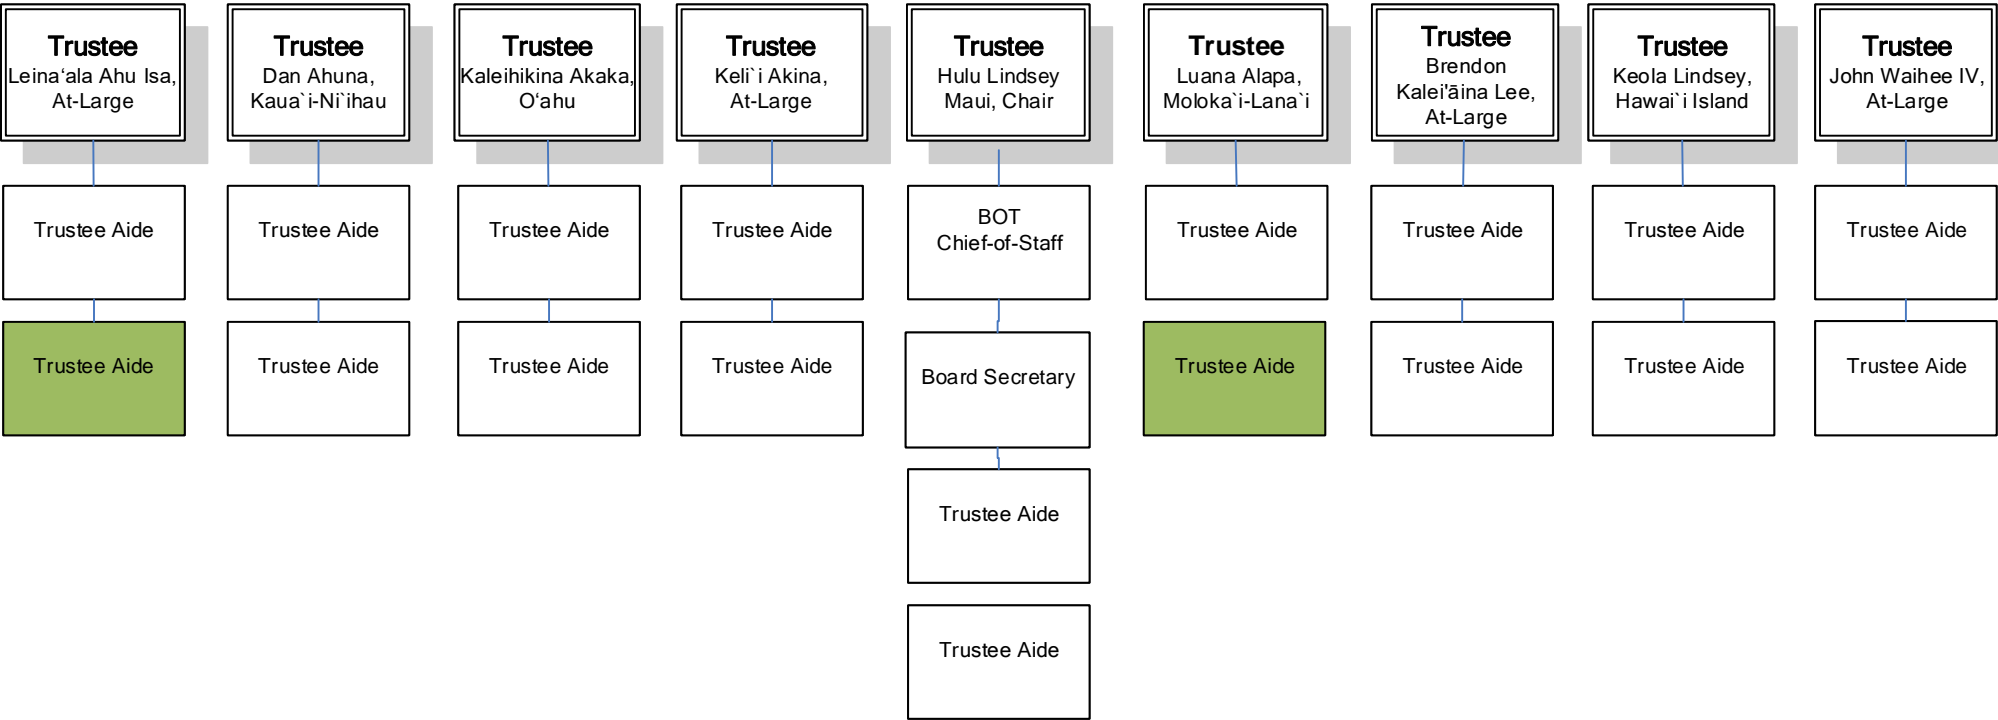 Trustee
Leinaʻala Ahu Isa,
At-Large
Trustee Aide
Trustee Aide
Trustee
Dan Ahuna,
Kaua`i-Ni`ihau
Trustee Aide
Trustee Aide
Trustee
Kaleihikina Akaka,
Oʻahu
Trustee Aide
Trustee Aide
Trustee
Keli`i Akina,
At-Large
Trustee Aide
Trustee Aide
Trustee
Hulu Lindsey
Maui, Chair
BOT
Chief-of-Staff
Board Secretary
Trustee Aide
Trustee Aide
Trustee
Luana Alapa,
Moloka`i-Lana`i
Trustee Aide
Trustee Aide
Trustee
Brendon
Kalei'āina Lee,
At-Large
Trustee Aide
Trustee Aide
Trustee
Keola Lindsey,
Hawai`i Island
Trustee Aide
Trustee Aide
Trustee
John Waihee IV,
At-Large
Trustee Aide
Trustee Aide